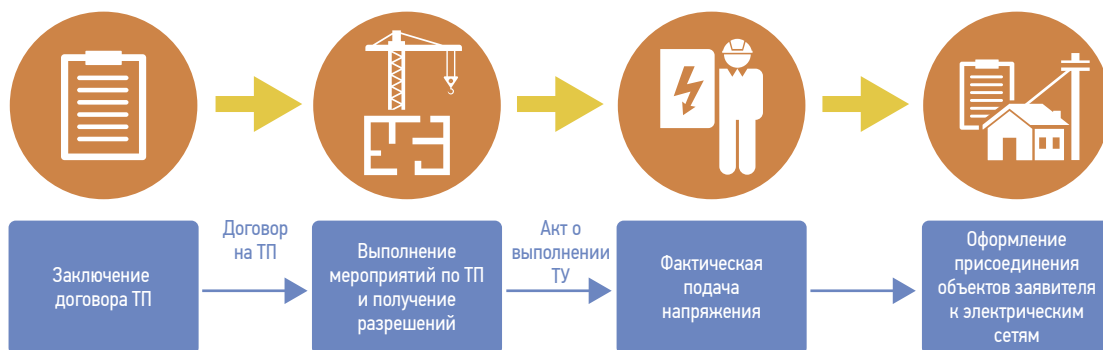 Заключение
договора ТП
Договор
на ТП
Выполнение
мероприятий по ТП
и получение
разрешений
Акт о
выполнении
ТУ
Фактическая
подача
напряжения
Оформление
присоединения
объектов заявителя
к электрическим
сетям